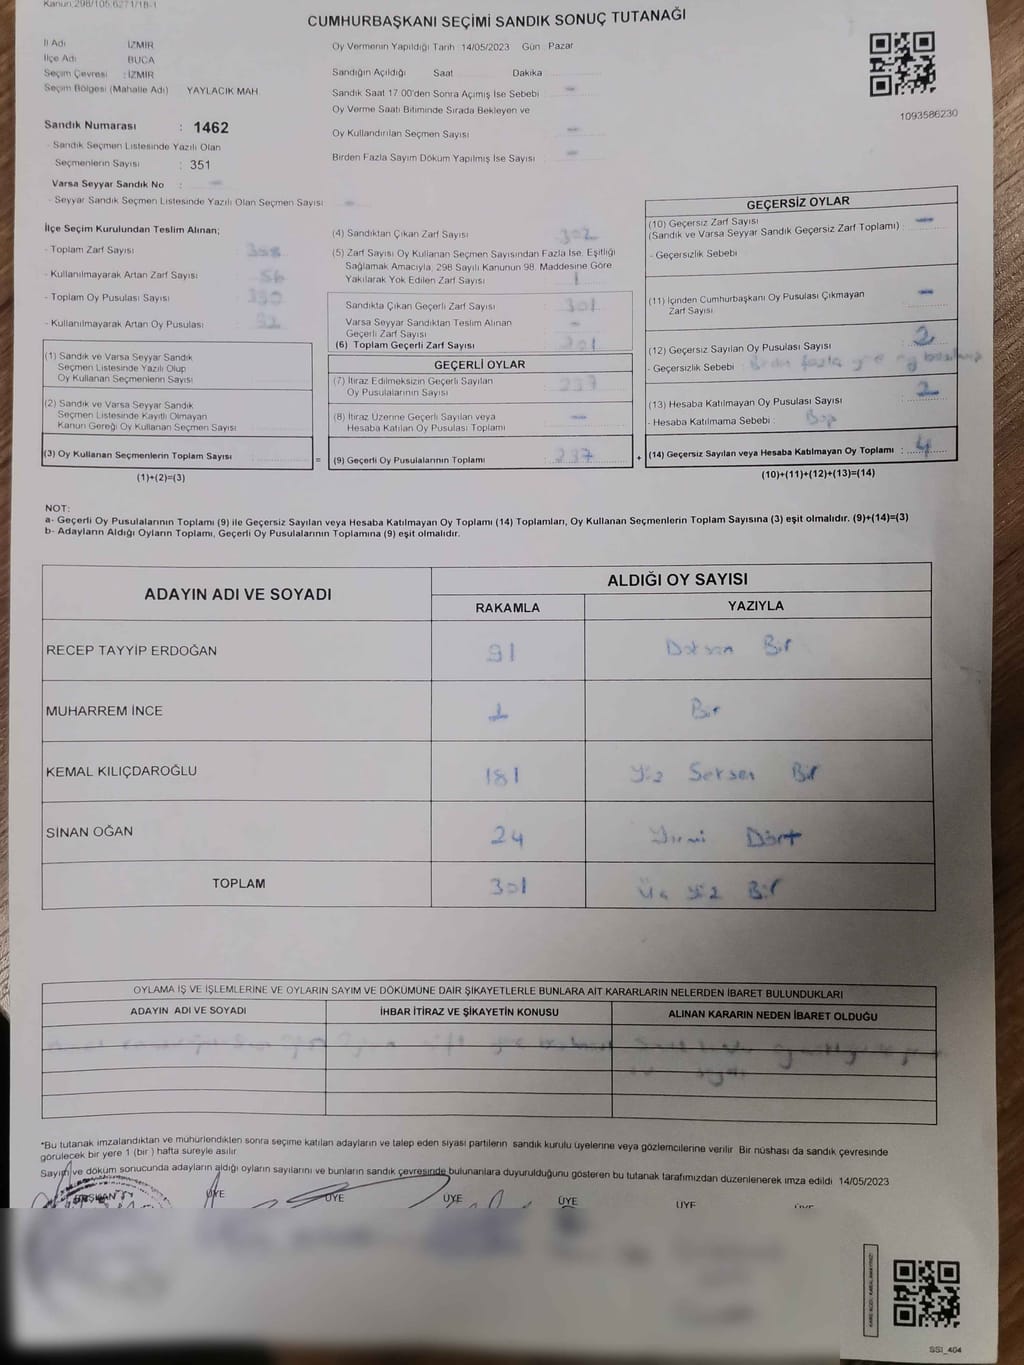 Kanun 298/105,6271/18-1
CUMHURBAŞKANI SEÇİMİ SANDIK SONUÇ TUTANAĞI
İl Adı İZMİR
İlçe Adı BUCA
Seçim Çevresi : İZMİR
Seçim Bölgesi (Mahalle Adı) YAYLACIK MAH
Sandık Numarası : 1462
- Sandık Seçmen Listesinde Yazılı Olan
Seçmenlerin Sayısı : 351
Varsa Seyyar Sandık No : -
- Seyyar Sandık Seçmen Listesinde Yazılı Olan Seçmen Sayısı -
Oy Vermenin Yapıldığı Tarih 14/05/2023 Gün : Pazar
Sandığın Açıldığı Saat Dakika
Sandık Saat 17.00'den Sonra Açımış İse Sebebi -
Oy Verme Saati Bitiminde Sırada Bekleyen ve
Oy Kullandırılan Seçmen Sayısı -
Birden Fazla Sayım Döküm Yapılmış İse Sayısı -
1093586230
İlçe Seçim Kurulundan Teslim Alınan;
- Toplam Zarf Sayısı : 358
- Kullanılmayarak Artan Zarf Sayısı : 56
- Toplam Oy Pusulası Sayısı :
- Kullanılmayarak Artan Oy Pusulası :
(1) Sandık ve Varsa Seyyar Sandık
Seçmen Listesinde Yazılı Olup
Oy Kullanan Seçmenlerin Sayısı
(2) Sandık ve Varsa Seyyar Sandık
Seçmen Listesinde Kayıtlı Olmayan
Kanun Gereği Oy Kullanan Seçmen Sayısı
(3) Oy Kullanan Seçmenlerin Toplam Sayısı =
(1)+(2)=(3)
(4) Sandıktan Çıkan Zarf Sayısı : 302
(5) Zarf Sayısı Oy Kullanan Seçmen Sayısından Fazla İse, Eşitliği
Sağlamak Amacıyla, 298 Sayılı Kanunun 98. Maddesine Göre
Yakılarak Yok Edilen Zarf Sayısı : 1
Sandıkta Çıkan Geçerli Zarf Sayısı : 301
Varsa Seyyar Sandıktan Teslim Alınan
Geçerli Zarf Sayısı : -
(6) Toplam Geçerli Zarf Sayısı : 301
GEÇERLİ OYLAR
(7) İtiraz Edilmeksizin Geçerli Sayılan
Oy Pusulalarının Sayısı : 297
(8) İtiraz Üzerine Geçerli Sayılan veya
Hesaba Katılan Oy Pusulası Toplamı : -
(9) Geçerli Oy Pusulalarının Toplamı : 297 +
GEÇERSİZ OYLAR
(10) Geçersiz Zarf Sayısı
(Sandık ve Varsa Seyyar Sandık Geçersiz Zarf Toplamı) : -
- Geçersizlik Sebebi :
(11) İçinden Cumhurbaşkanı Oy Pusulası Çıkmayan
Zarf Sayısı : -
(12) Geçersiz Sayılan Oy Pusulası Sayısı : 2
- Geçersizlik Sebebi : Birden fazla
(13) Hesaba Katılmayan Oy Pusulası Sayısı : 2
- Hesaba Katılmama Sebebi : Boş
(14) Geçersiz Sayılan veya Hesaba Katılmayan Oy Toplamı : 4
(10)+(11)+(12)+(13)=(14)
NOT:
a- Geçerli Oy Pusulalarının Toplamı (9) ile Geçersiz Sayılan veya Hesaba Katılmayan Oy Toplamı (14) Toplamları, Oy Kullanan Seçmenlerin Toplam Sayısına (3) eşit olmalıdır. (9)+(14)=(3)
b- Adayların Aldığı Oyların Toplamı, Geçerli Oy Pusulalarının Toplamına (9) eşit olmalıdır.
ADAYIN ADI VE SOYADI ALDIĞI OY SAYISI
RAKAMLA YAZIYLA
RECEP TAYYİP ERDOĞAN 91 Doksan Bir
MUHARREM İNCE 1 Bir
KEMAL KILIÇDAROĞLU 181 Yüz Seksen Bir
SİNAN OĞAN 24 Yirmi Dört
TOPLAM 301 Üç Yüz Bir
OYLAMA İŞ VE İŞLEMLERİNE VE OYLARIN SAYIM VE DÖKÜMÜNE DAİR ŞİKAYETLERLE BUNLARA AİT KARARLARIN NELERDEN İBARET BULUNDUKLARI
ADAYIN ADI VE SOYADI İHBAR İTİRAZ VE ŞİKAYETİN KONUSU ALINAN KARARIN NEDEN İBARET OLDUĞU
*Bu tutanak imzalandıktan ve mühürlendikten sonra seçime katılan adayların ve talep eden siyasi partilerin sandık kurulu üyelerine veya gözlemcilerine verilir. Bir nüshası da sandık çevresinde
görülecek bir yere 1 (bir) hafta süreyle asılır.
Sayım ve döküm sonucunda adayların aldığı oyların sayılarını ve bunların sandık çevresinde bulunanlara duyurulduğunu gösteren bu tutanak tarafımızdan düzenlenerek imza edildi 14/05/2023
BAŞKAN ÜYE ÜYE ÜYE ÜYE ÜYE ÜYE
SSI_404